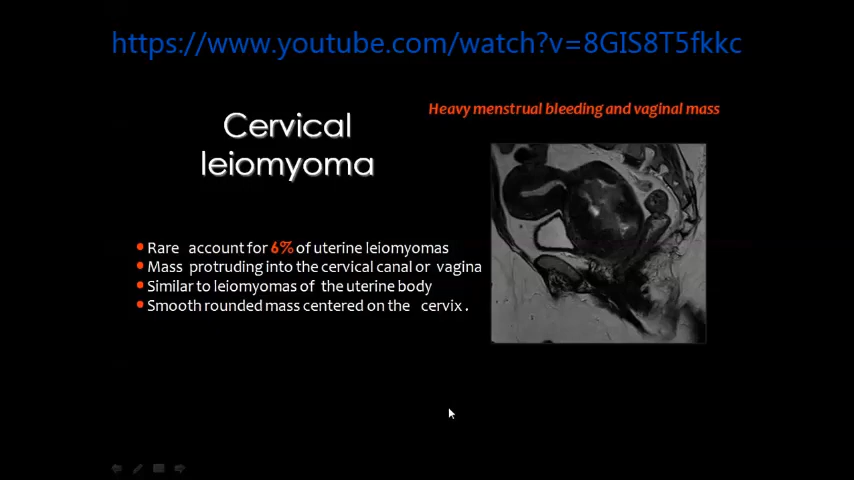 https://www.youtube.com/watch?v=8GIS8T5fkkc
Heavy menstrual bleeding and vaginal mass
Cervical
leiomyoma
Rare account for 6% of uterine leiomyomas
Mass protruding into the cervical canal or vagina
Similar to leiomyomas of the uterine body
Smooth rounded mass centered on the cervix .